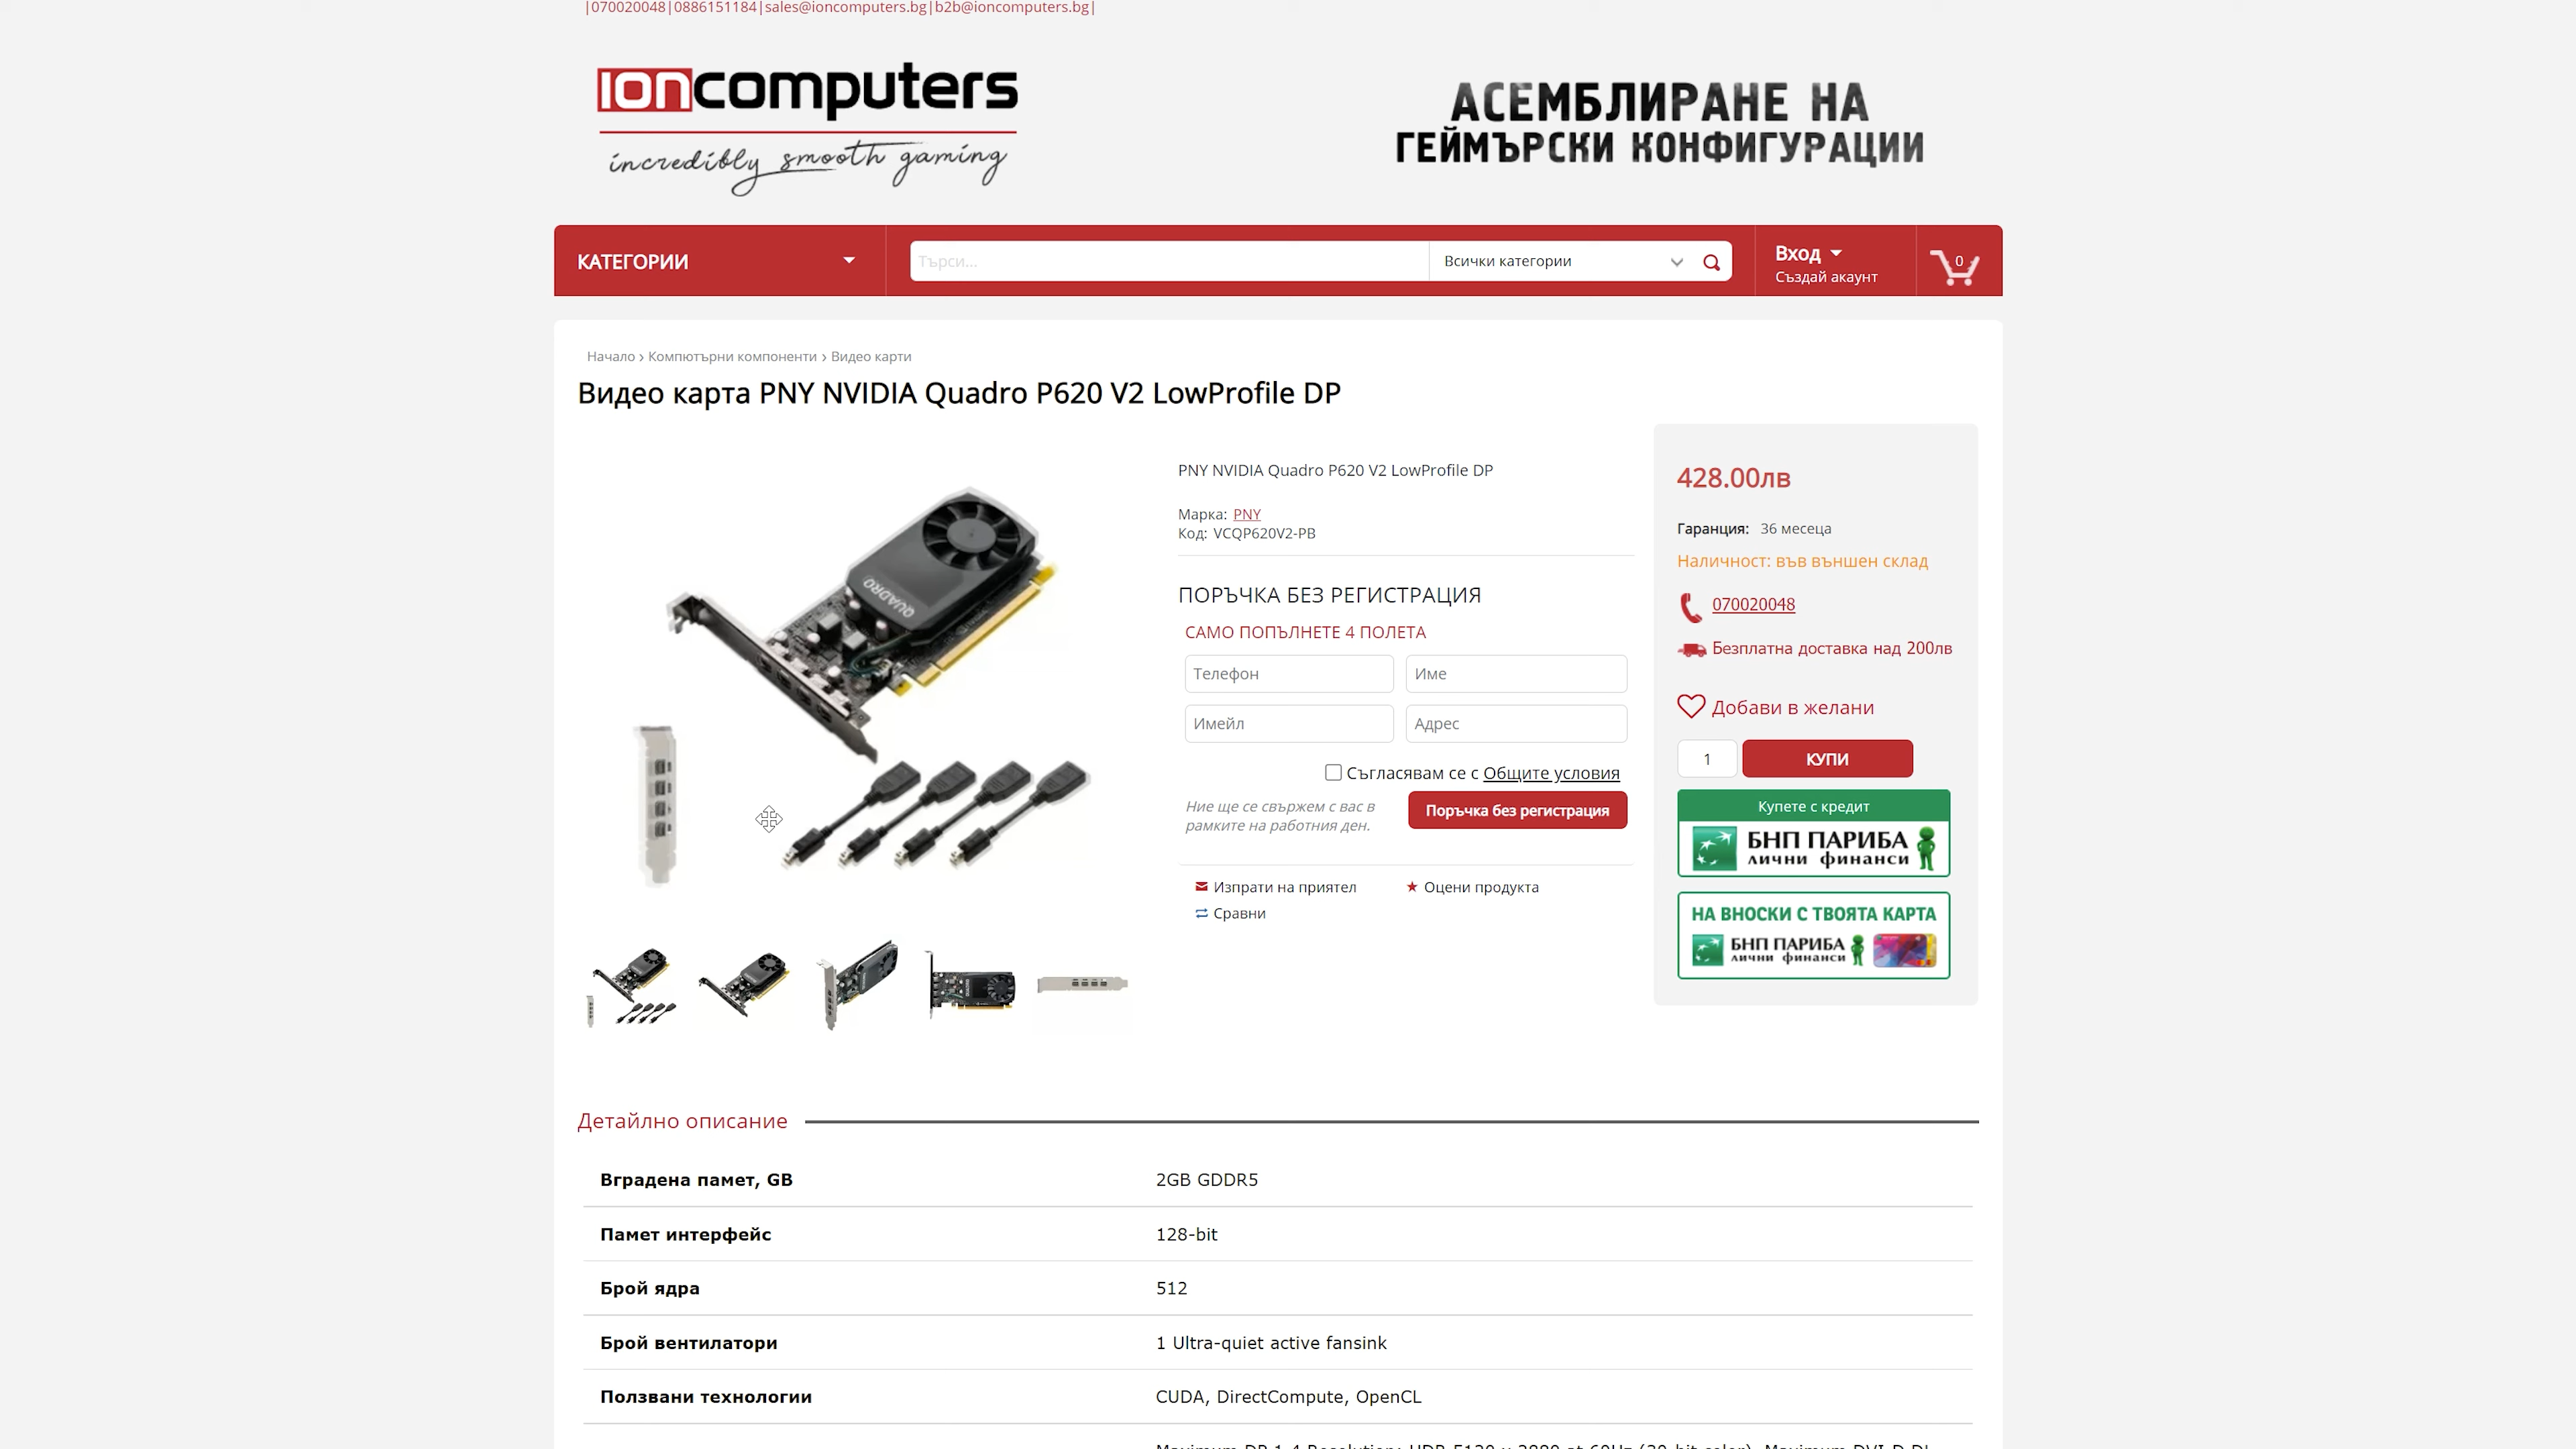 |070020048|0886151184|sales@ioncomputers.bg|b2b@ioncomputers.bg|
ioncomputers
incredibly smooth gaming
АСЕМБЛИРАНЕ НА
ГЕЙМЪРСКИ КОНФИГУРАЦИИ
КАТЕГОРИИ
Търси...
Всички категории
Вход
Създай акаунт
0
Начало › Компютърни компоненти › Видео карти
Видео карта PNY NVIDIA Quadro P620 V2 LowProfile DP
QUADRO
PNY NVIDIA Quadro P620 V2 LowProfile DP
Марка: PNY
Код: VCQP620V2-PB
ПОРЪЧКА БЕЗ РЕГИСТРАЦИЯ
САМО ПОПЪЛНЕТЕ 4 ПОЛЕТА
Телефон
Име
Имейл
Адрес
Съгласявам се с Общите условия
Ние ще се свържем с вас в
рамките на работния ден.
Поръчка без регистрация
Изпрати на приятел
Оцени продукта
Сравни
428.00лв
Гаранция: 36 месеца
Наличност: във външен склад
070020048
Безплатна доставка над 200лв
Добави в желани
1
КУПИ
Купете с кредит
БНП ПАРИБА
лични финанси
НА ВНОСКИ С ТВОЯТА КАРТА
БНП ПАРИБА
лични финанси
Детайлно описание
Вградена памет, GB 2GB GDDR5
Памет интерфейс 128-bit
Брой ядра 512
Брой вентилатори 1 Ultra-quiet active fansink
Ползвани технологии CUDA, DirectCompute, OpenCL